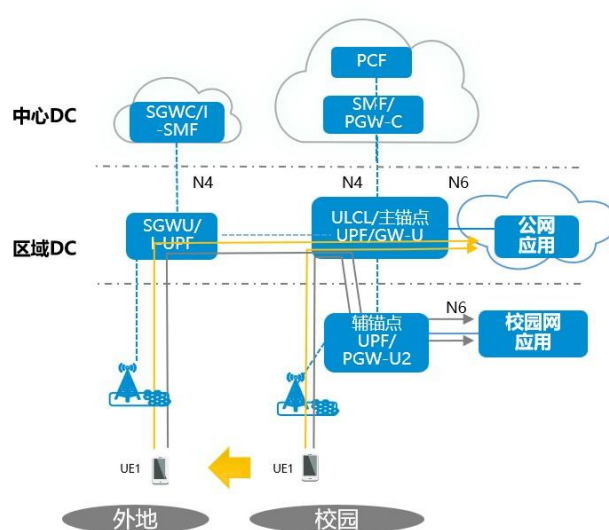 PCF
中心DC
SGWC/I
-SMF
SMF/
PGW-C
N4
N4
N6
区域DC
SGWU/
I-UPF
ULCL/主锚点
UPF/GW-U
公网
应用
N6
辅锚点
UPF/
PGW-U2
校园网
应用
UE1
UE1
外地
校园